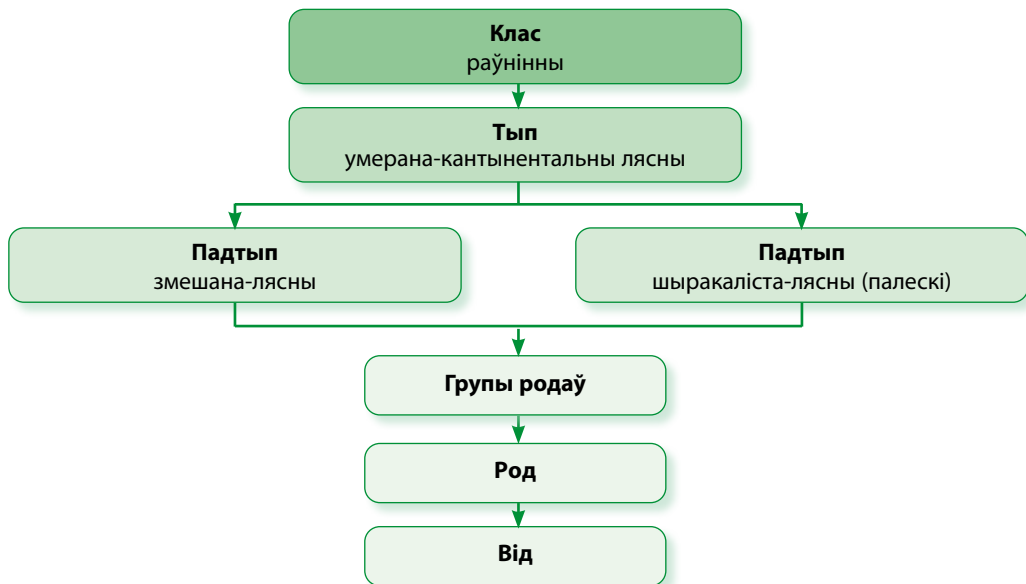 Клас
раўнінны
Тып
умерана-кантынентальны лясны
Падтып
змешана-лясны
Падтып
шыракаліста-лясны (палескі)
Групы родаў
Род
Від